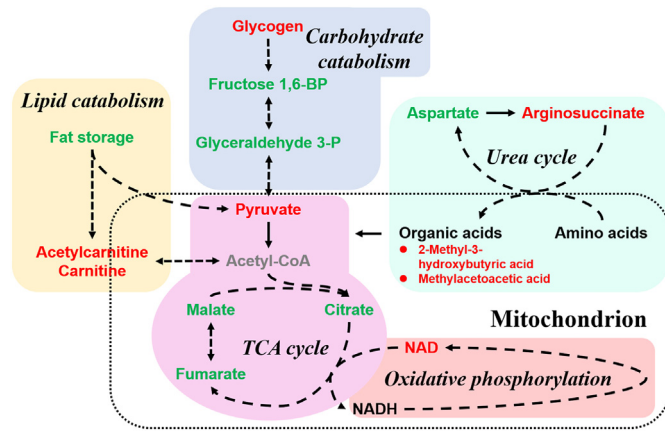 Glycogen
Carbohydrate
catabolism
Fructose 1,6-BP
Glyceraldehyde 3-P
Lipid catabolism
Fat storage
Acetylcarnitine
Carnitine
Aspartate
Arginosuccinate
Urea cycle
Organic acids
2-Methyl-3-
hydroxybutyric acid
Methylacetoacetic acid
Amino acids
Pyruvate
Acetyl-CoA
Malate
Citrate
TCA cycle
Fumarate
Mitochondrion
NAD
Oxidative phosphorylation
NADH